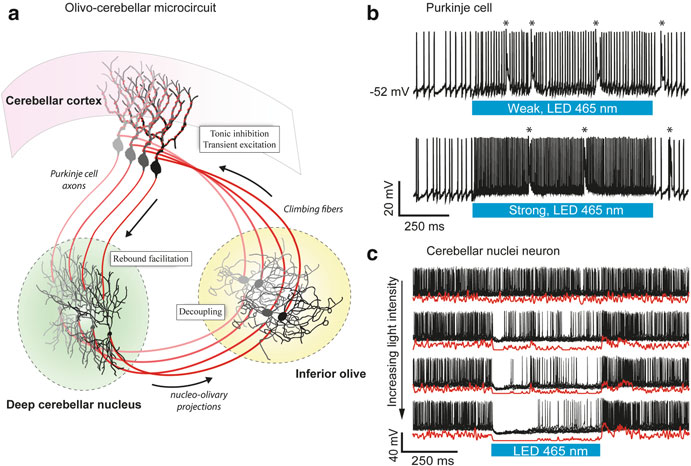 a
Olivo-cerebellar microcircuit
Cerebellar cortex
Tonic inhibition
Transient excitation
Purkinje cell
axons
Climbing fibers
Rebound facilitation
Decoupling
Inferior olive
Deep cerebellar nucleus
nucleo-olivary
projections
b
Purkinje cell
* * * *
-52 mV
Weak, LED 465 nm
* * *
20 mV
Strong, LED 465 nm
250 ms
c
Cerebellar nuclei neuron
Increasing light intensity
40 mV
250 ms
LED 465 nm